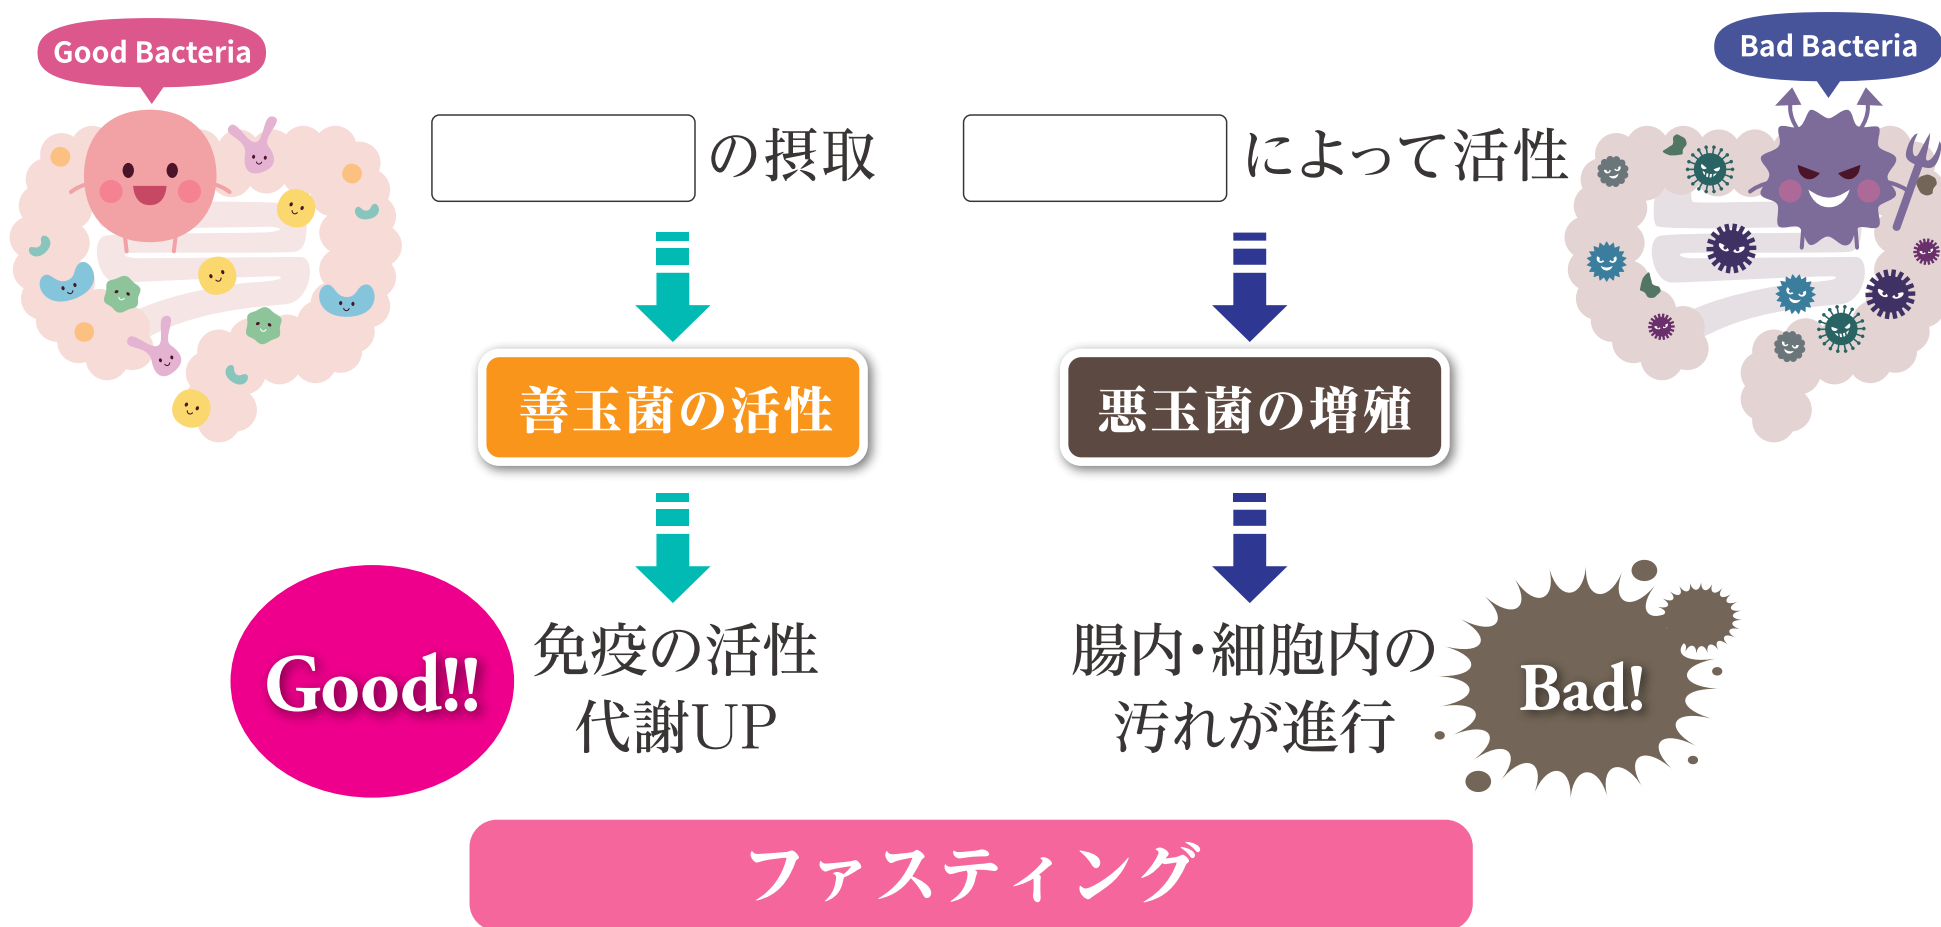 Good Bacteria
Bad Bacteria
の摂取
によって活性
善玉菌の活性
悪玉菌の増殖
Good!!
免疫の活性
代謝UP
腸内・細胞内の
汚れが進行
Bad!
ファスティング